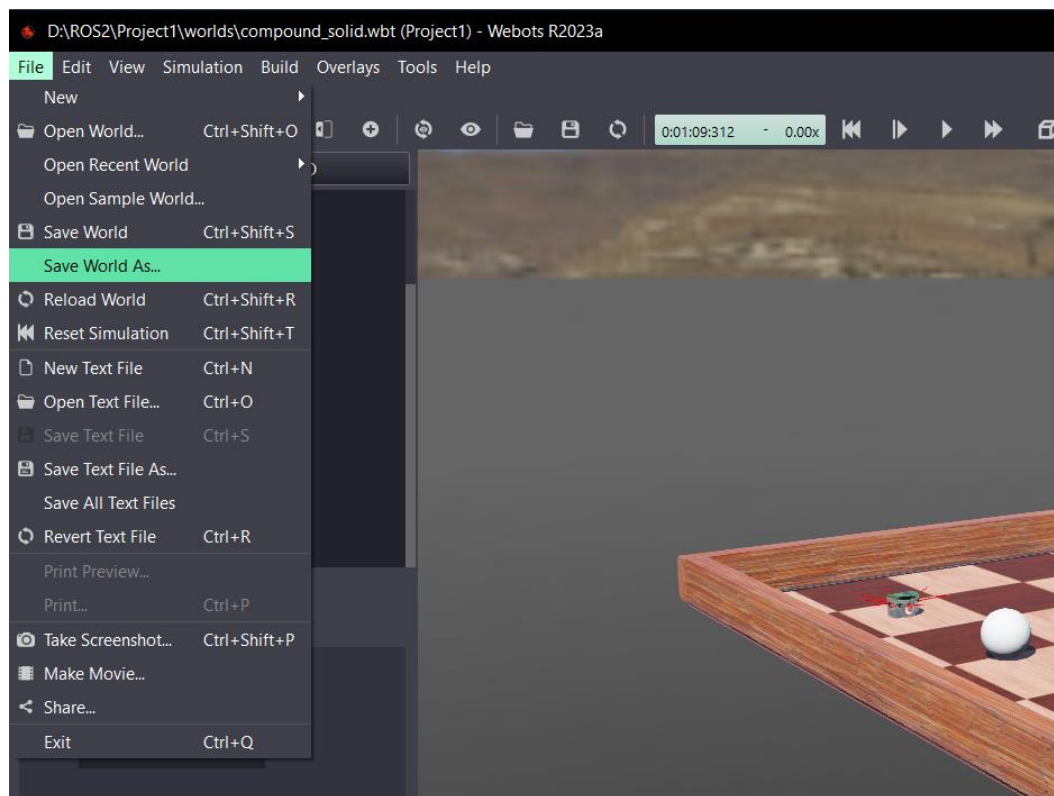 D:\ROS2\Project1\worlds\compound_solid.wbt (Project1) - Webots R2023a
File Edit View Simulation Build Overlays Tools Help
New
Open World... Ctrl+Shift+O
0:01:09:312 - 0.00x
Open Recent World
Open Sample World...
Save World Ctrl+Shift+S
Save World As...
Reload World Ctrl+Shift+R
Reset Simulation Ctrl+Shift+T
New Text File Ctrl+N
Open Text File... Ctrl+O
Save Text File Ctrl+S
Save Text File As...
Save All Text Files
Revert Text File Ctrl+R
Print Preview...
Print... Ctrl+P
Take Screenshot... Ctrl+Shift+P
Make Movie...
Share...
Exit Ctrl+Q